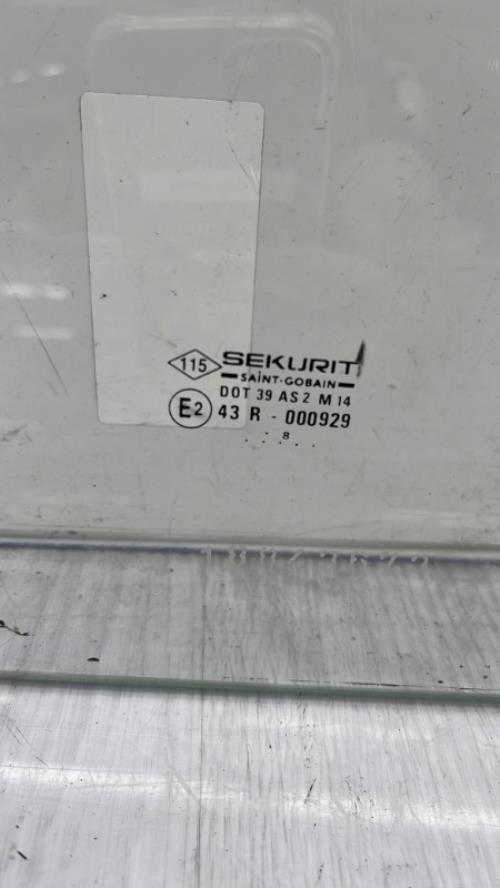 115 SEKURIT
SAINT-GOBAIN
DOT 39 AS2 M14
E2 43 R - 000929
8